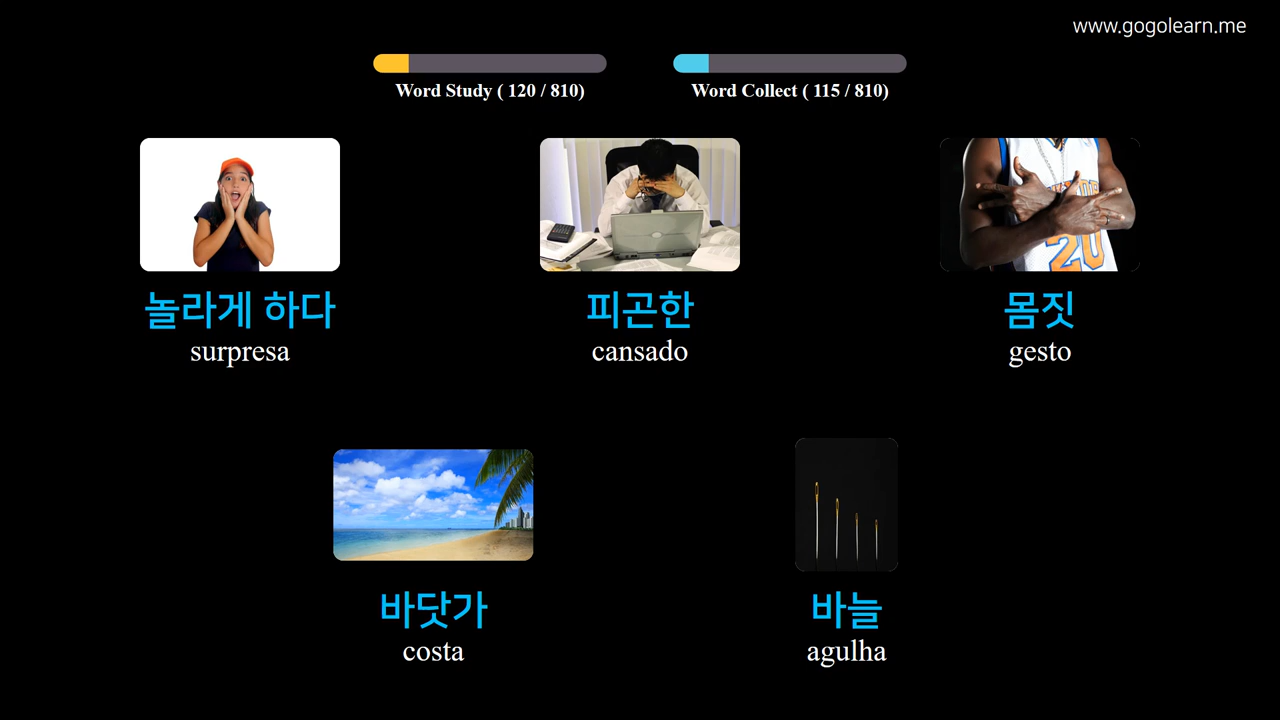 www.gogolearn.me
Word Study ( 120 / 810)
Word Collect ( 115 / 810)
놀라게 하다
surpresa
피곤한
cansado
20
몸짓
gesto
바닷가
costa
바늘
agulha